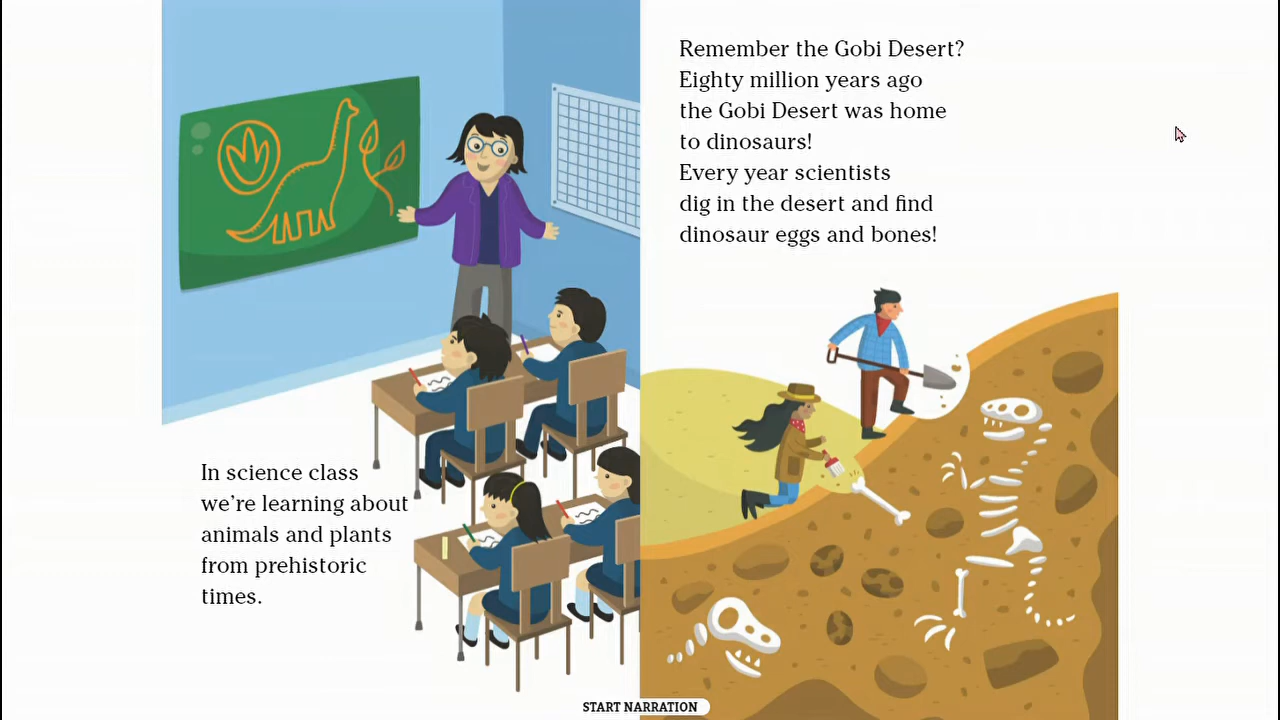 In science class
we’re learning about
animals and plants
from prehistoric
times.
Remember the Gobi Desert?
Eighty million years ago
the Gobi Desert was home
to dinosaurs!
Every year scientists
dig in the desert and find
dinosaur eggs and bones!
START NARRATION